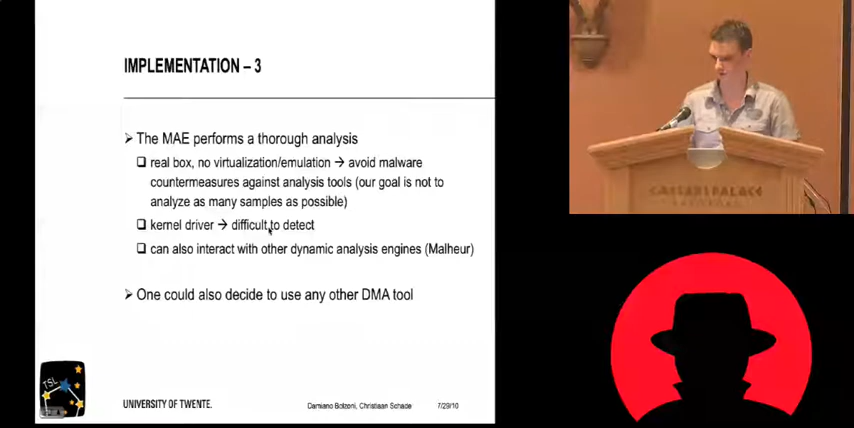 IMPLEMENTATION – 3
➢ The MAE performs a thorough analysis
❑ real box, no virtualization/emulation → avoid malware
countermeasures against analysis tools (our goal is not to
analyze as many samples as possible)
❑ kernel driver → difficult to detect
❑ can also interact with other dynamic analysis engines (Malheur)
➢ One could also decide to use any other DMA tool
TSL
UNIVERSITY OF TWENTE.
Damiano Bolzoni, Christiaan Schade
7/29/10
CAESARS PALACE